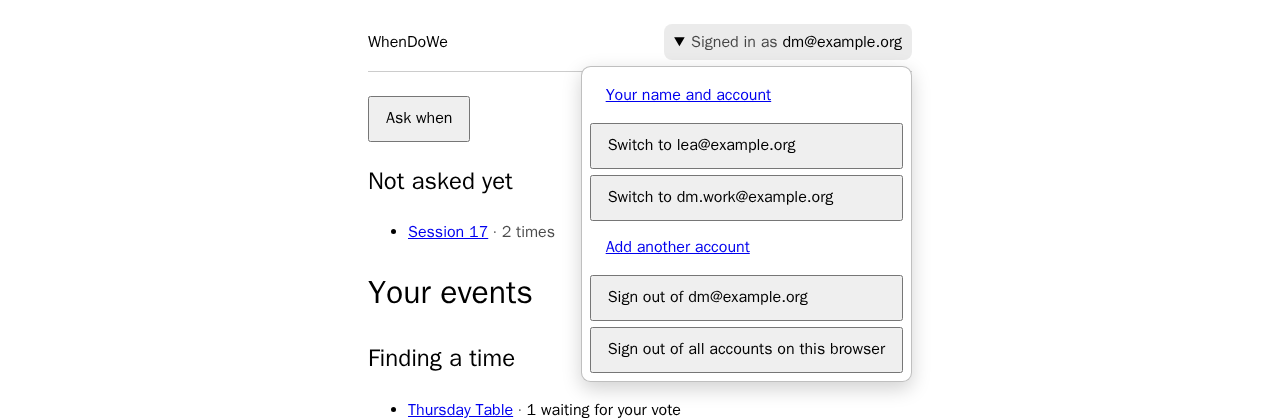 WhenDoWe
▼ Signed in as dm@example.org
Your name and account
Switch to lea@example.org
Switch to dm.work@example.org
Add another account
Sign out of dm@example.org
Sign out of all accounts on this browser
Ask when
Not asked yet
• Session 17 · 2 times
Your events
Finding a time
• Thursday Table · 1 waiting for your vote